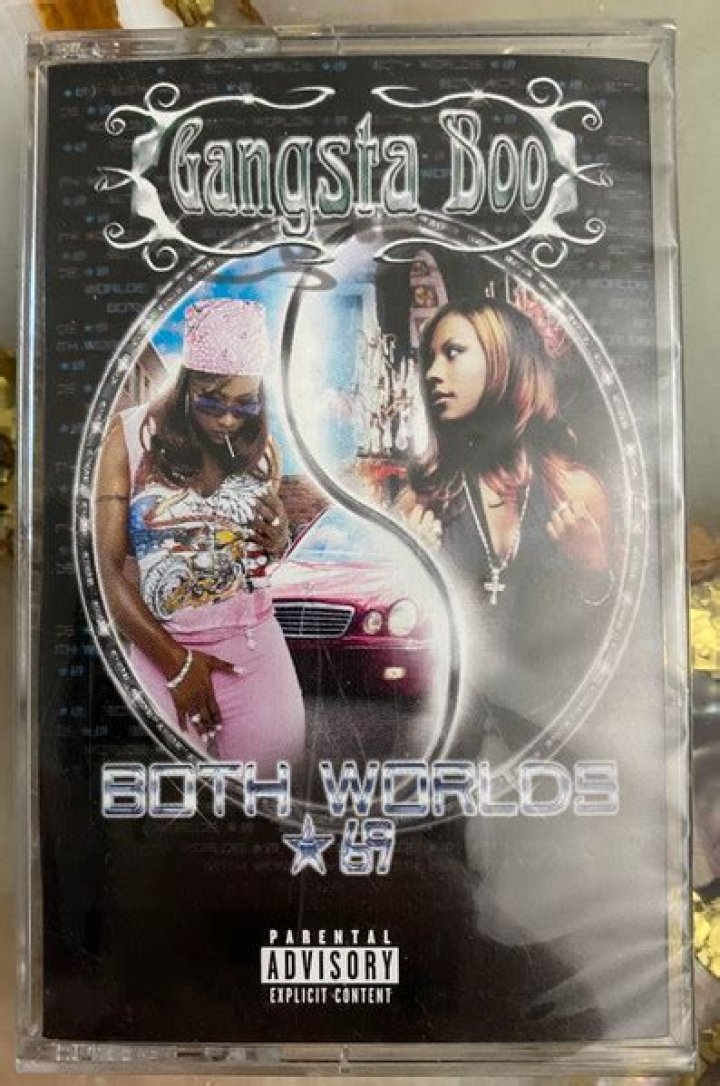 Gangsta Boo
BOTH WORLDS
★69
PARENTAL
ADVISORY
EXPLICIT CONTENT